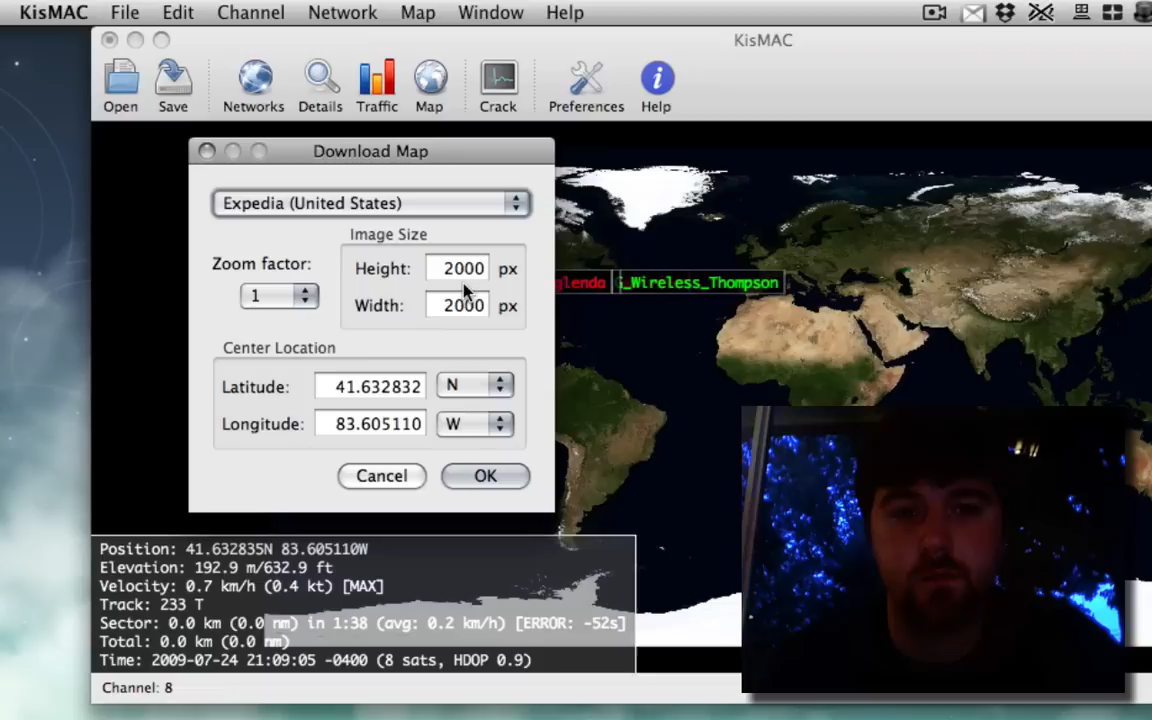 KisMAC File Edit Channel Network Map Window Help
KisMAC
Open Save Networks Details Traffic Map Crack Preferences Help
Download Map
Expedia (United States)
Image Size
Zoom factor:
Height: 2000 px
1
Width: 2000 px
glenda
_Wireless_Thompson
Center Location
Latitude: 41.632832 N
Longitude: 83.605110 W
Cancel OK
Position: 41.632835N 83.605110W
Elevation: 192.9 m/632.9 ft
Velocity: 0.7 km/h (0.4 kt) [MAX]
Track: 233 T
Sector: 0.0 km (0.0 nm) in 1:38 (avg: 0.2 km/h) [ERROR: -52s]
Total: 0.0 km (0.0 nm)
Time: 2009-07-24 21:09:05 -0400 (8 sats, HDOP 0.9)
Channel: 8